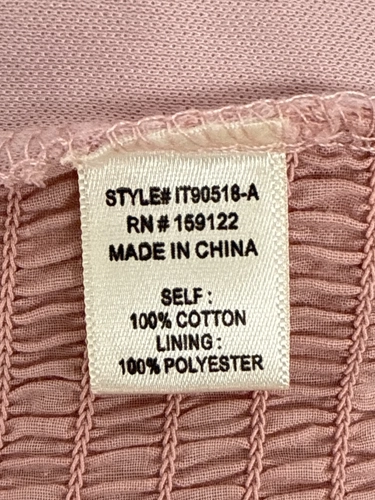 STYLE# IT90518-A
RN # 159122
MADE IN CHINA
SELF :
100% COTTON
LINING :
100% POLYESTER